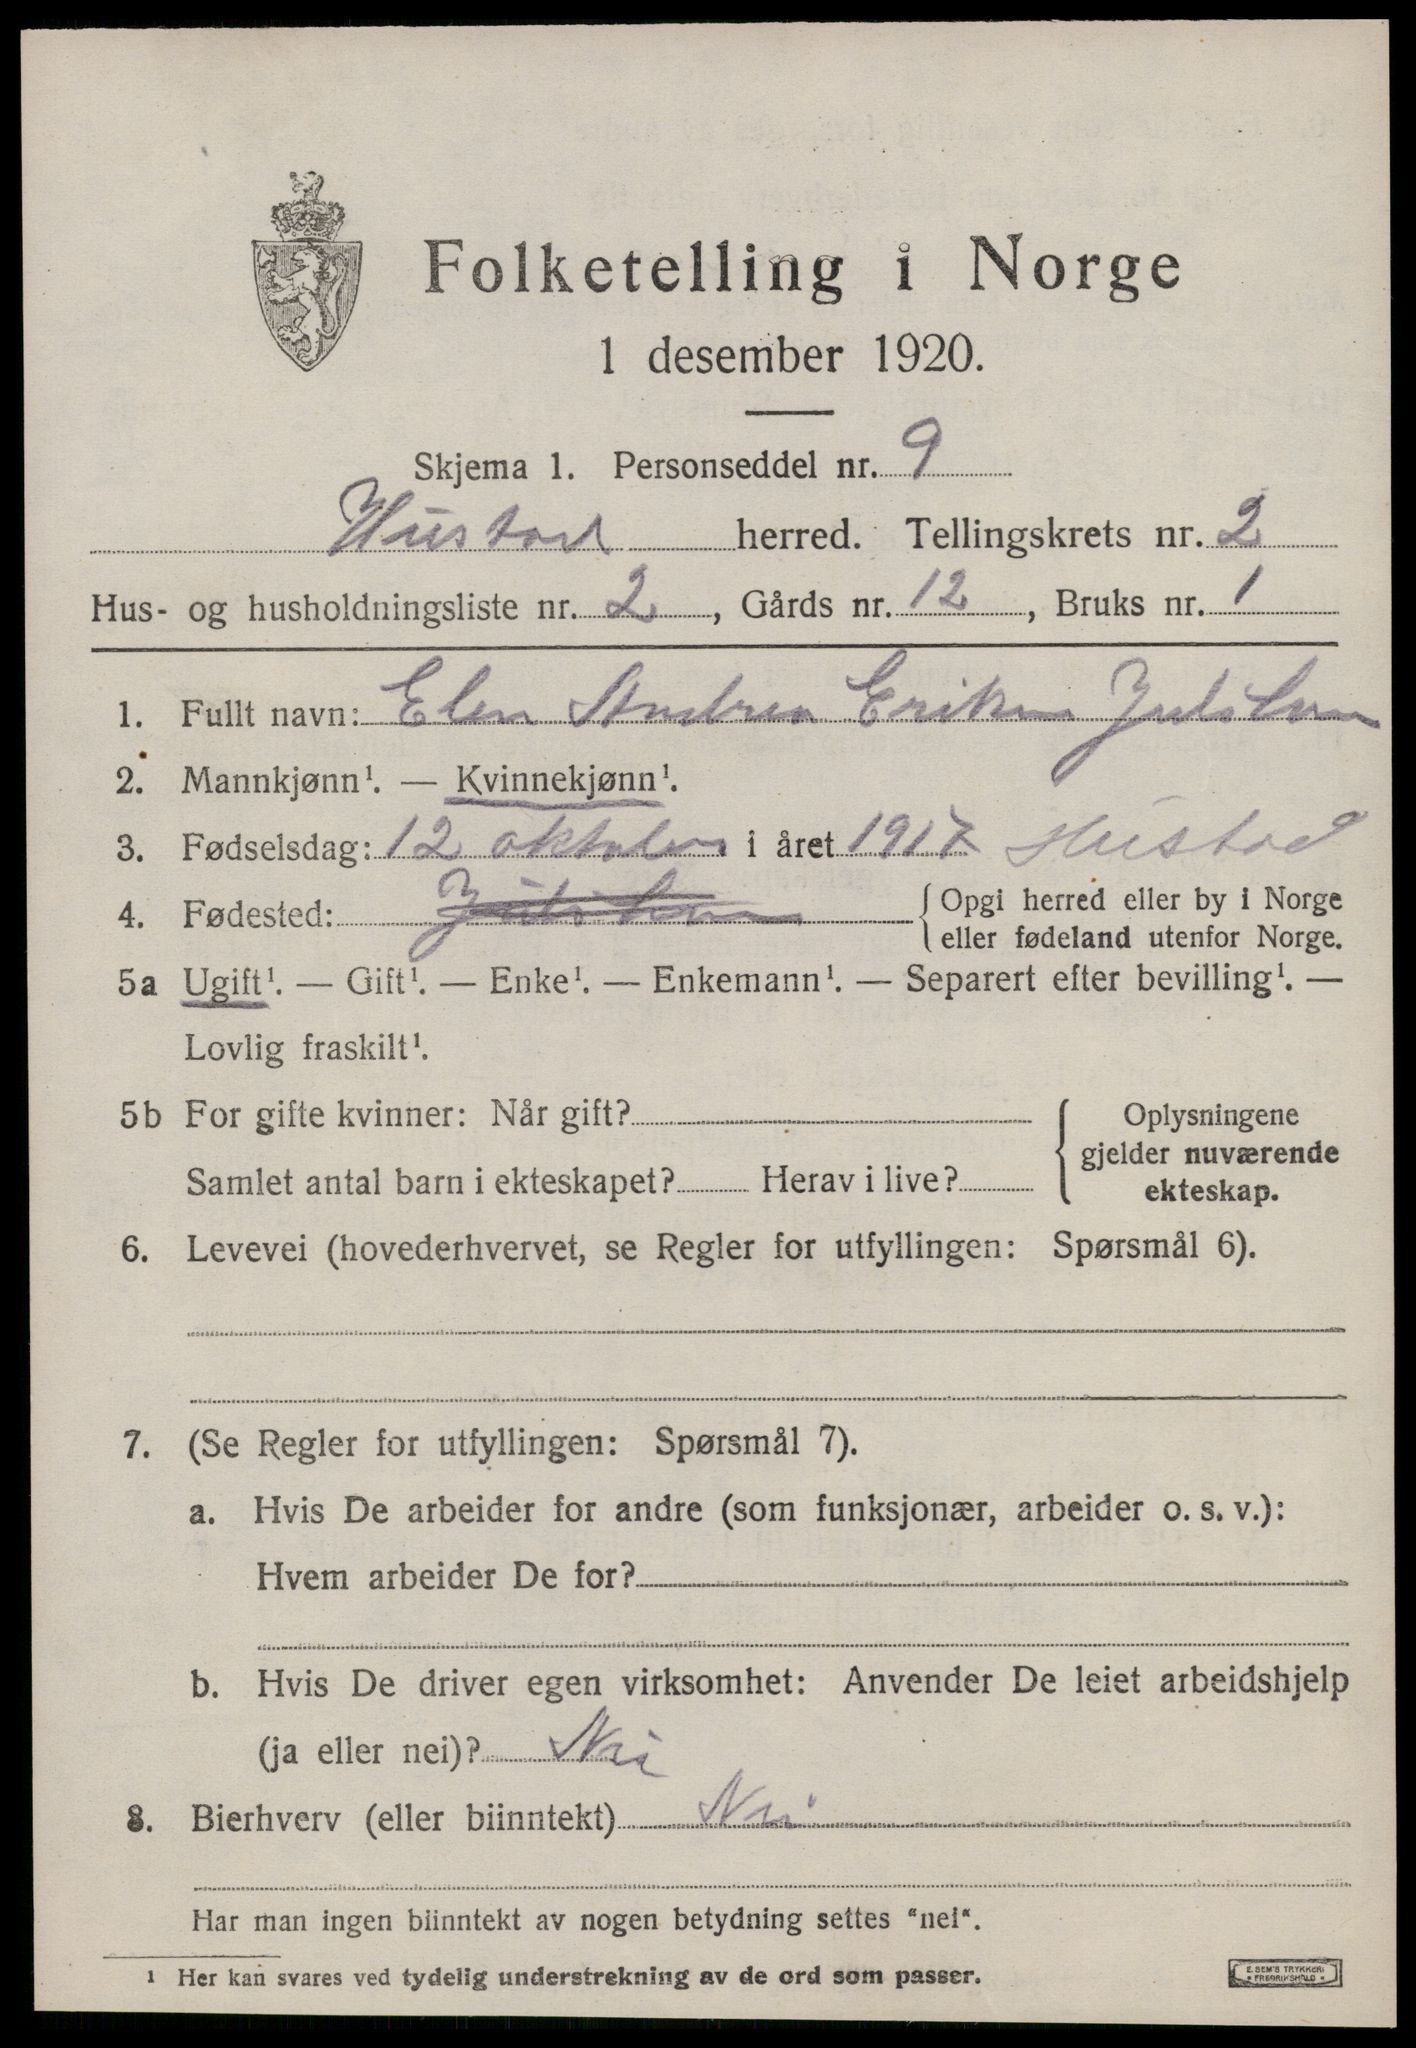 Folketelling i Norge
1 desember 1920.
Skjema 1. Personseddel nr. 9
Hustad herred. Tellingskrets nr. 2
Hus- og husholdningsliste nr. 2, Gårds nr. 12, Bruks nr. 1
1. Fullt navn: Elen Andrea
2. Mannkjønn¹. — Kvinnekjønn¹.
3. Fødselsdag: 12 oktober i året 1917 Hustad
4. Fødested: { Opgi herred eller by i Norge
eller fødeland utenfor Norge.
5a Ugift¹. — Gift¹. — Enke¹. — Enkemann¹. — Separert efter bevilling¹. —
Lovlig fraskilt¹.
5b For gifte kvinner: Når gift? { Oplysningene
gjelder nuværende
Samlet antal barn i ekteskapet? Herav i live? ekteskap.
6. Levevei (hovederhvervet, se Regler for utfyllingen: Spørsmål 6).
7. (Se Regler for utfyllingen: Spørsmål 7).
a. Hvis De arbeider for andre (som funksjonær, arbeider o. s. v.):
Hvem arbeider De for?
b. Hvis De driver egen virksomhet: Anvender De leiet arbeidshjelp
(ja eller nei)? Nei
8. Bierhverv (eller biinntekt) Nei
Har man ingen biinntekt av nogen betydning settes "nei".
1 Her kan svares ved tydelig understrekning av de ord som passer.
E. SEM'S TRYKKERI
• FREDRIKSHALD •